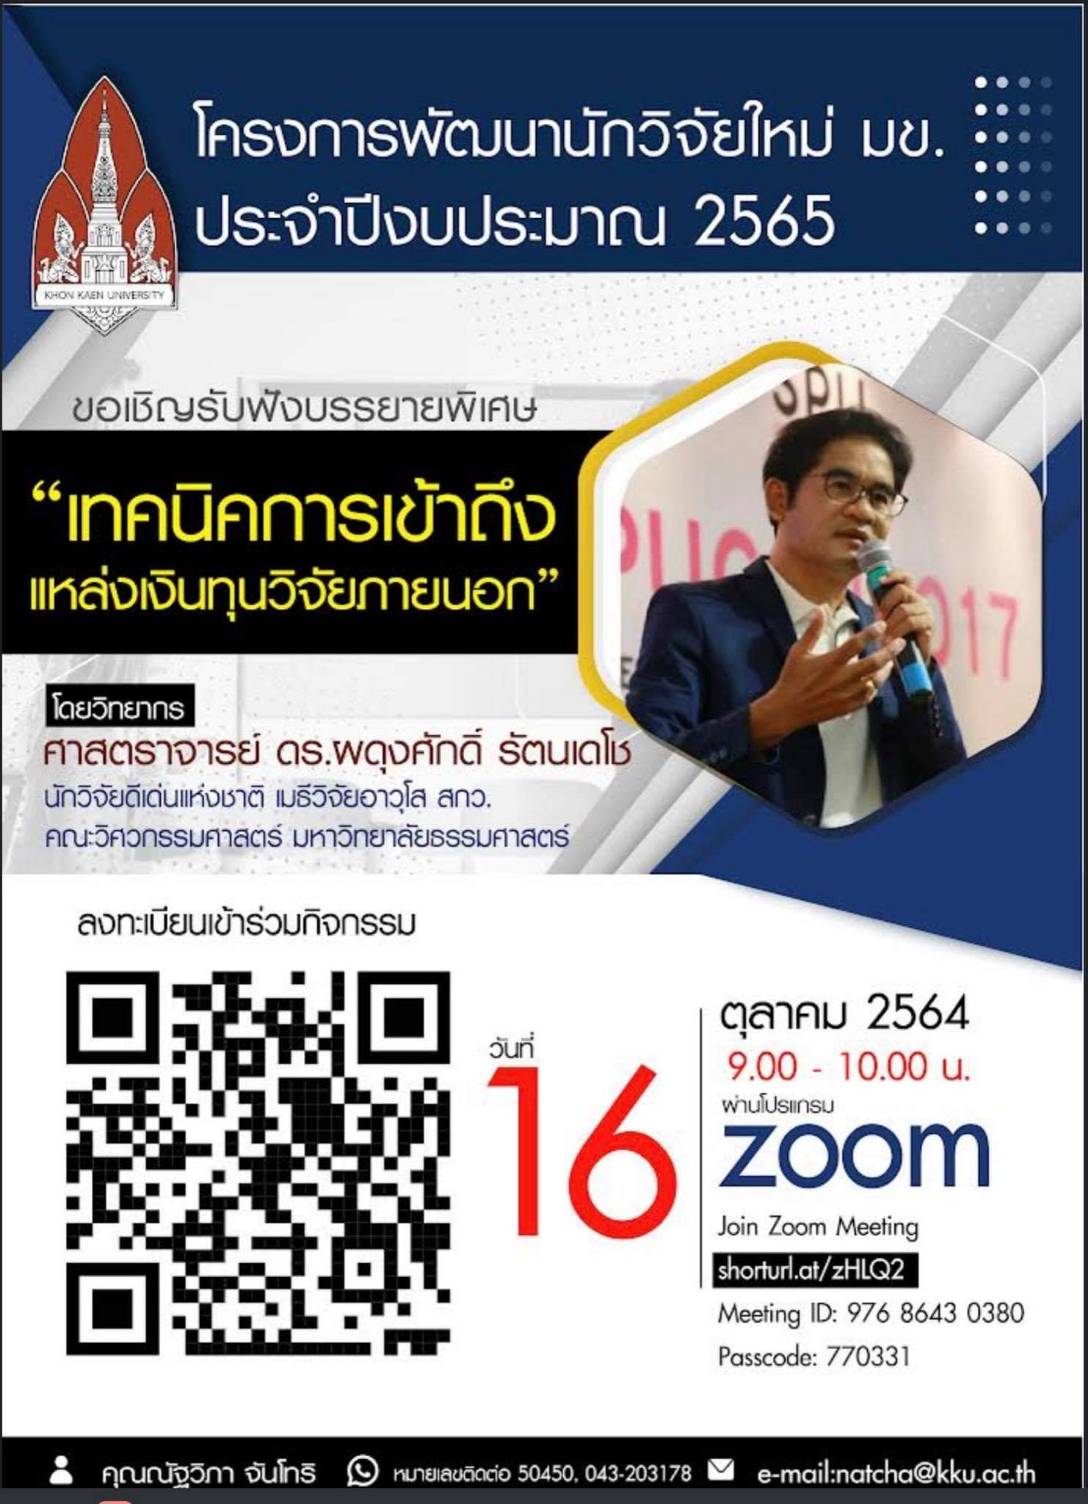 โครงการพัฒนานักวิจัยใหม่ มข.
ประจำปีงบประมาณ 2565
KHON KAEN UNIVERSITY
ขอเชิญรับฟังบรรยายพิเศษ
“เทคนิคการเข้าถึง
แหล่งเงินทุนวิจัยภายนอก”
โดยวิทยากร
ศาสตราจารย์ ดร.ผดุงศักดิ์ รัตนเดโช
นักวิจัยดีเด่นแห่งชาติ เมธีวิจัยอาวุโส สกว.
คณะวิศวกรรมศาสตร์ มหาวิทยาลัยธรรมศาสตร์
ลงทะเบียนเข้าร่วมกิจกรรม
วันที่
16
ตุลาคม 2564
9.00 - 10.00 น.
ผ่านโปรแกรม
zoom
Join Zoom Meeting
shorturl.at/zHLQ2
Meeting ID: 976 8643 0380
Passcode: 770331
คุณณัฐวิภา จันโทริ หมายเลขติดต่อ 50450, 043-203178 e-mail:natcha@kku.ac.th